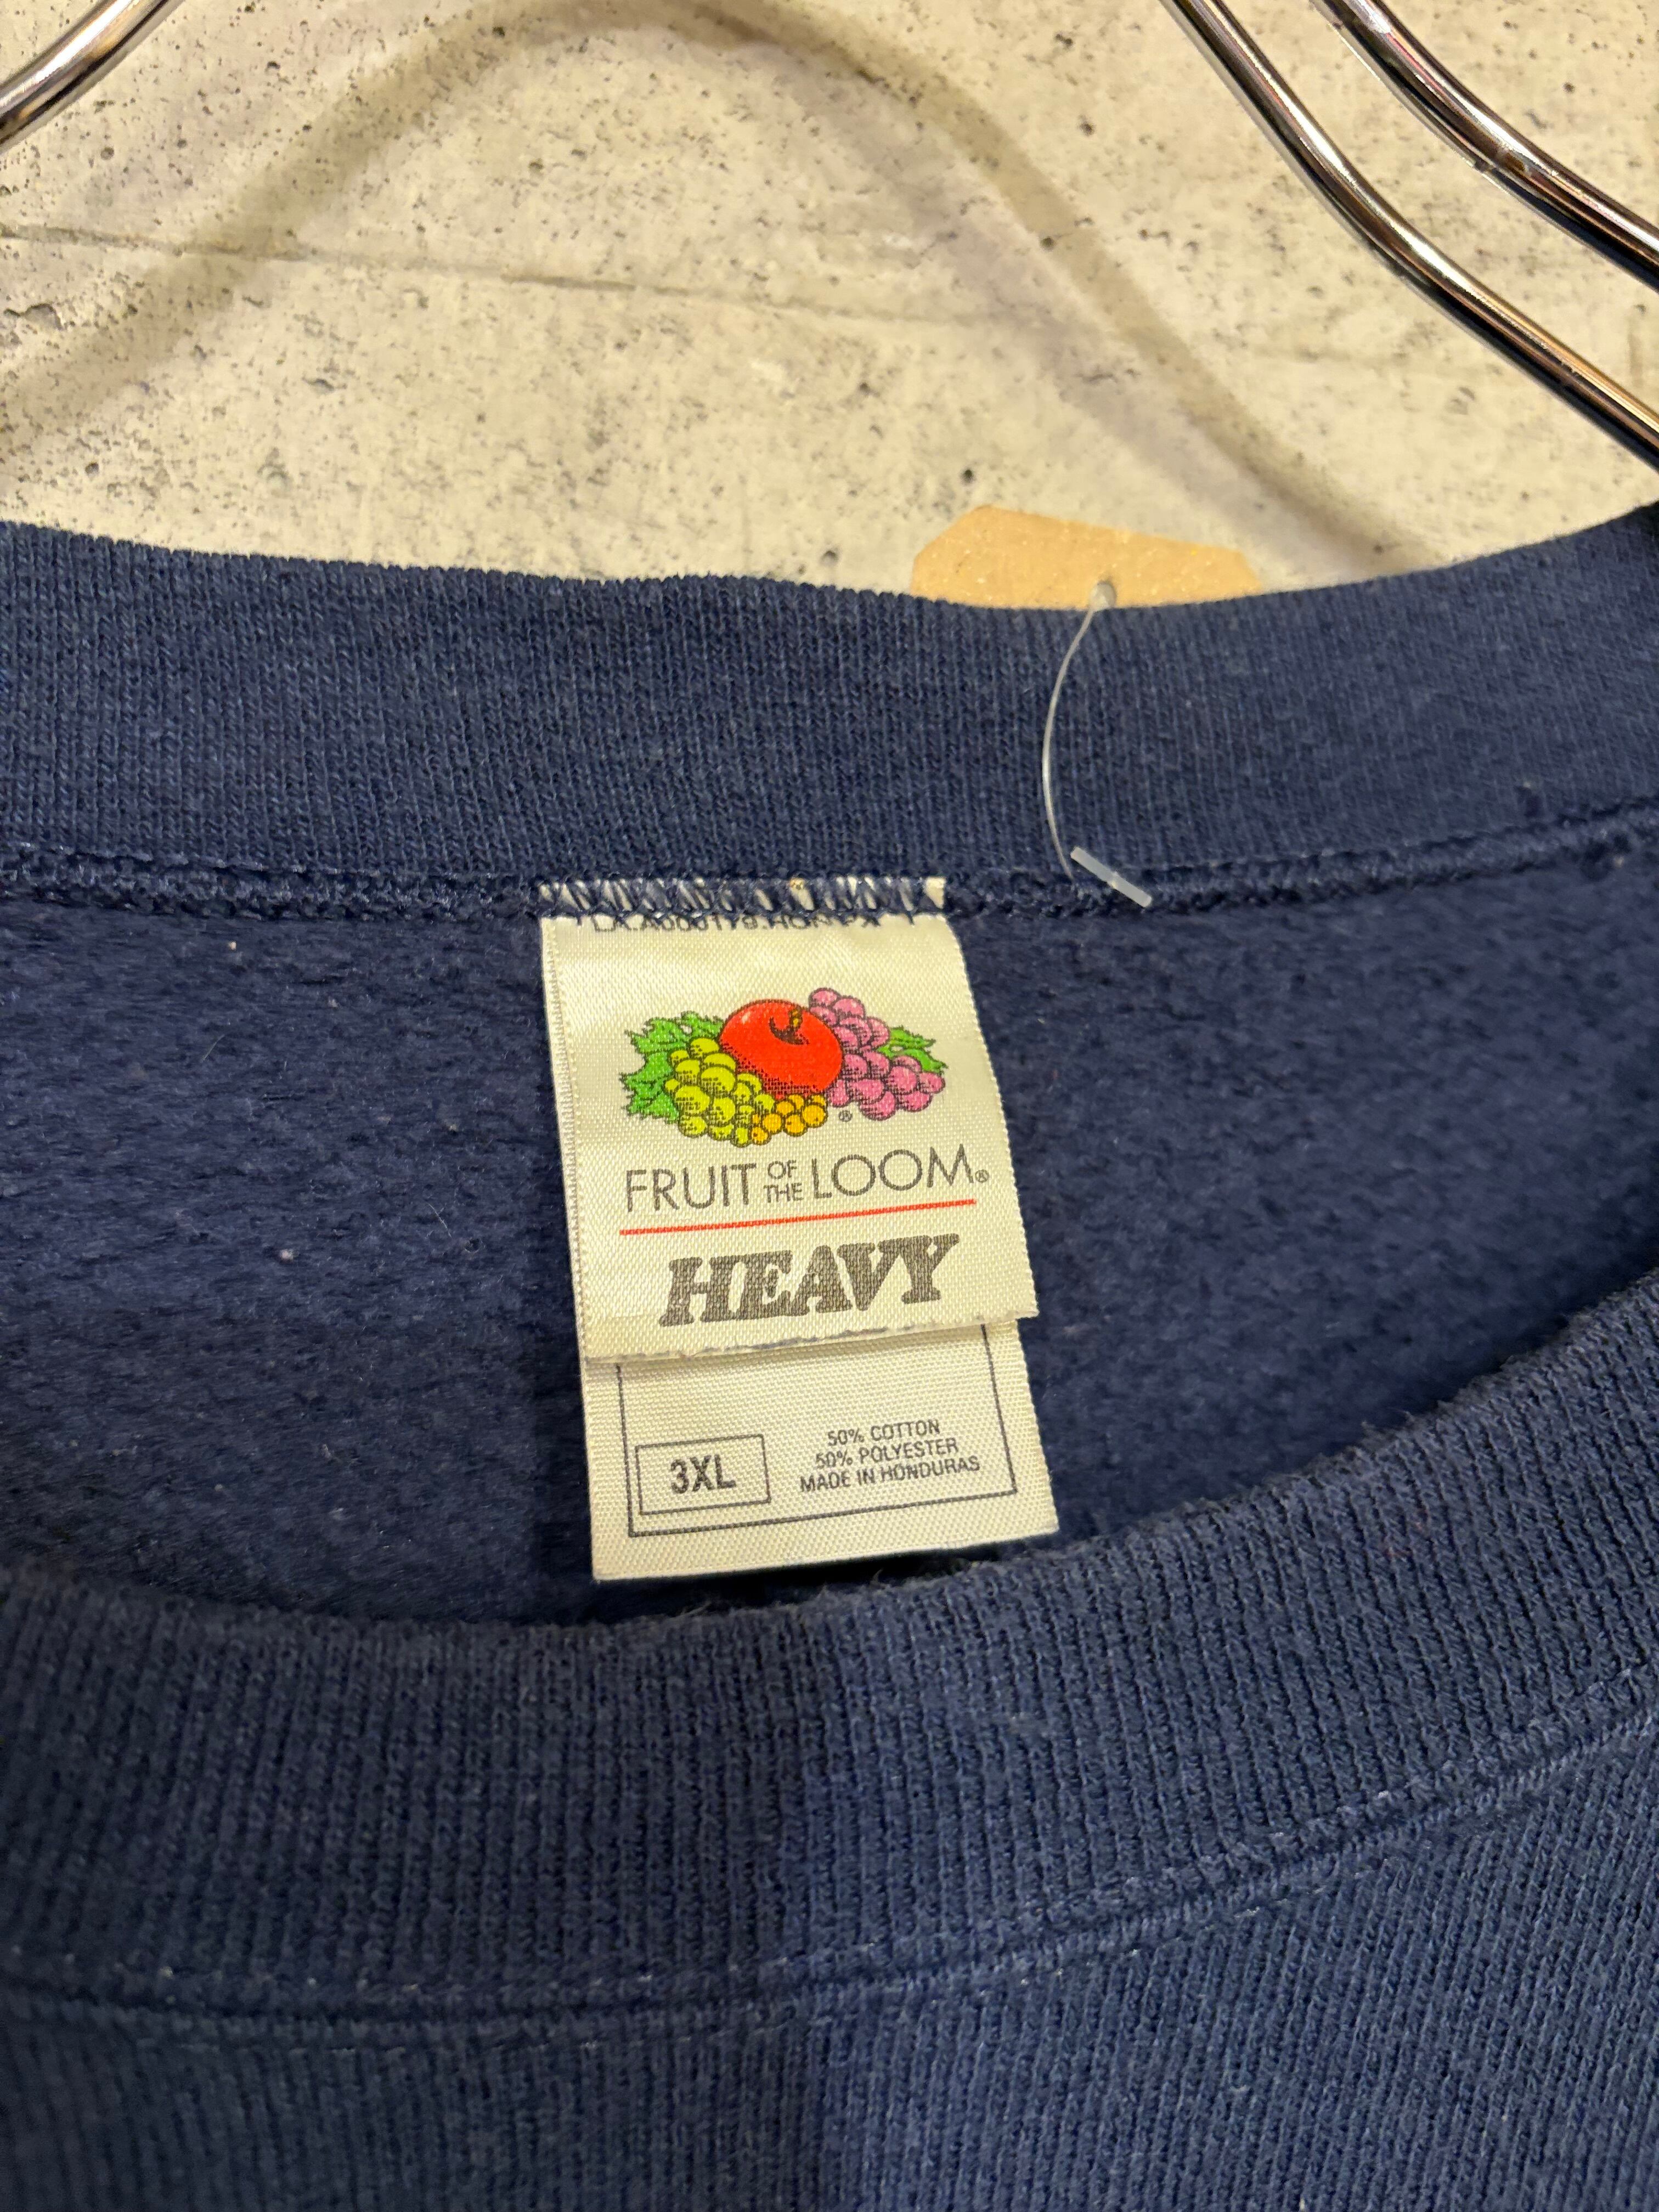 FRUIT OF THE LOOM®
HEAVY
3XL
50% COTTON
50% POLYESTER
MADE IN HONDURAS